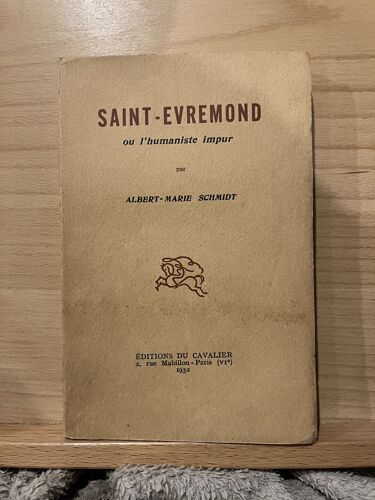 SAINT-EVREMOND
ou l'humaniste impur
par
ALBERT-MARIE SCHMIDT
ÉDITIONS DU CAVALIER
2, rue Mabillon - Paris (VIe)
1932